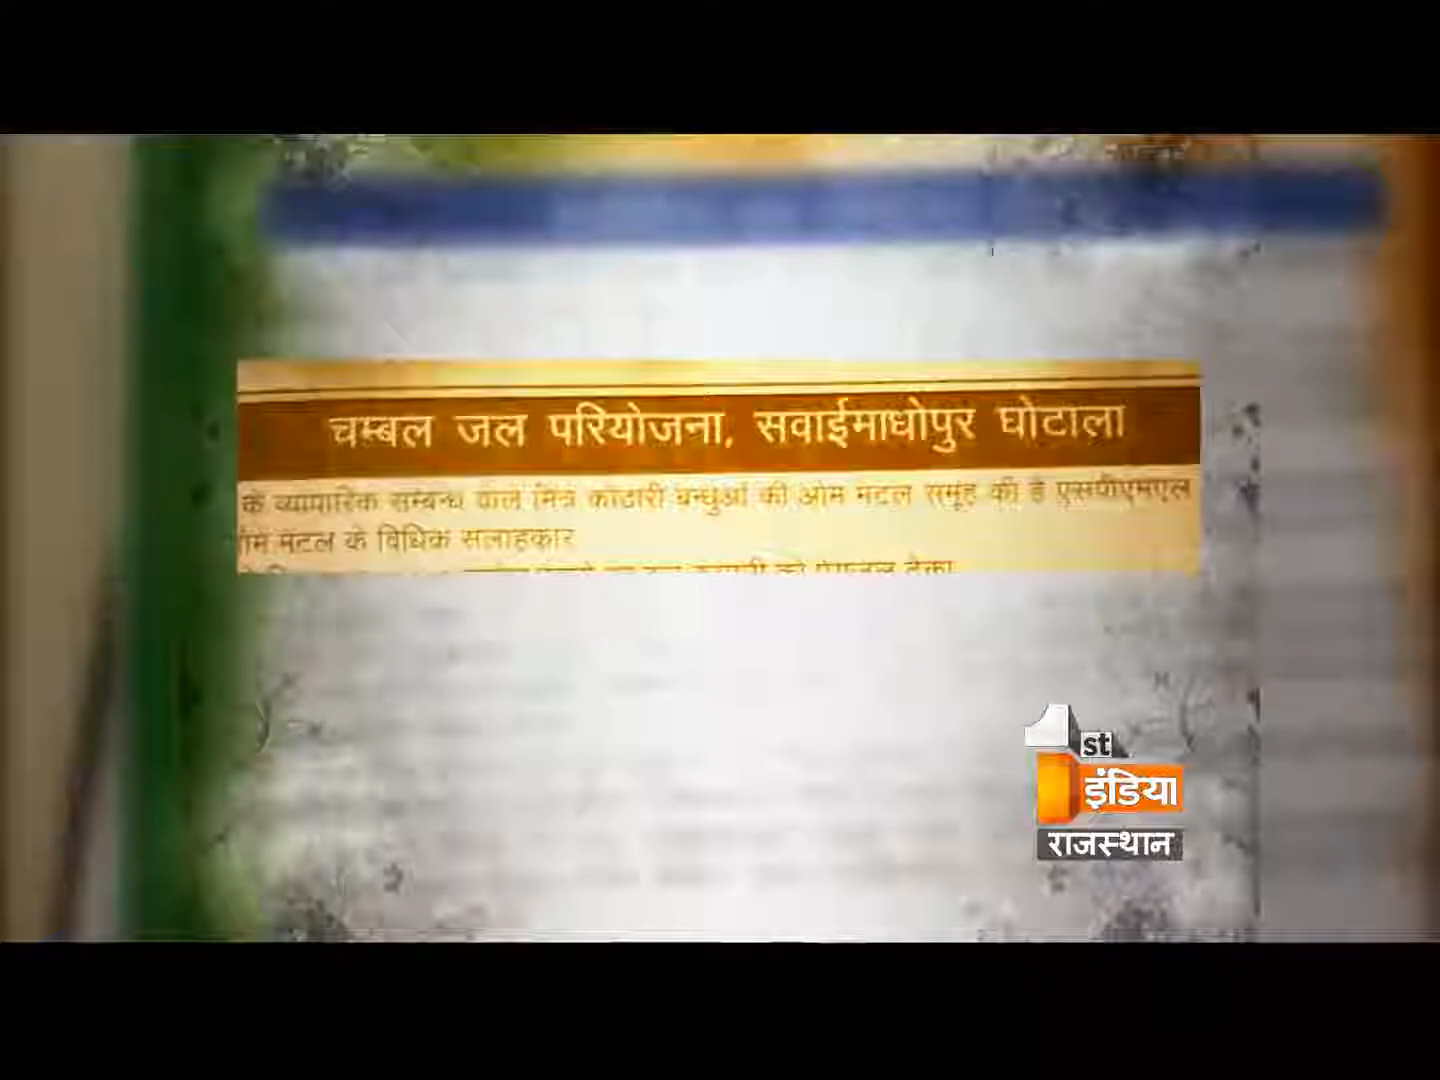 चम्बल जल परियोजना, सवाईमाधोपुर घोटाला
के व्यापारिक सम्बन्ध वाले मित्र कोठारी बन्धुओं की ओम मेटल समूह की है एसपीएमएल
ओम मेटल के विधिक सलाहकार
1st
इंडिया
राजस्थान